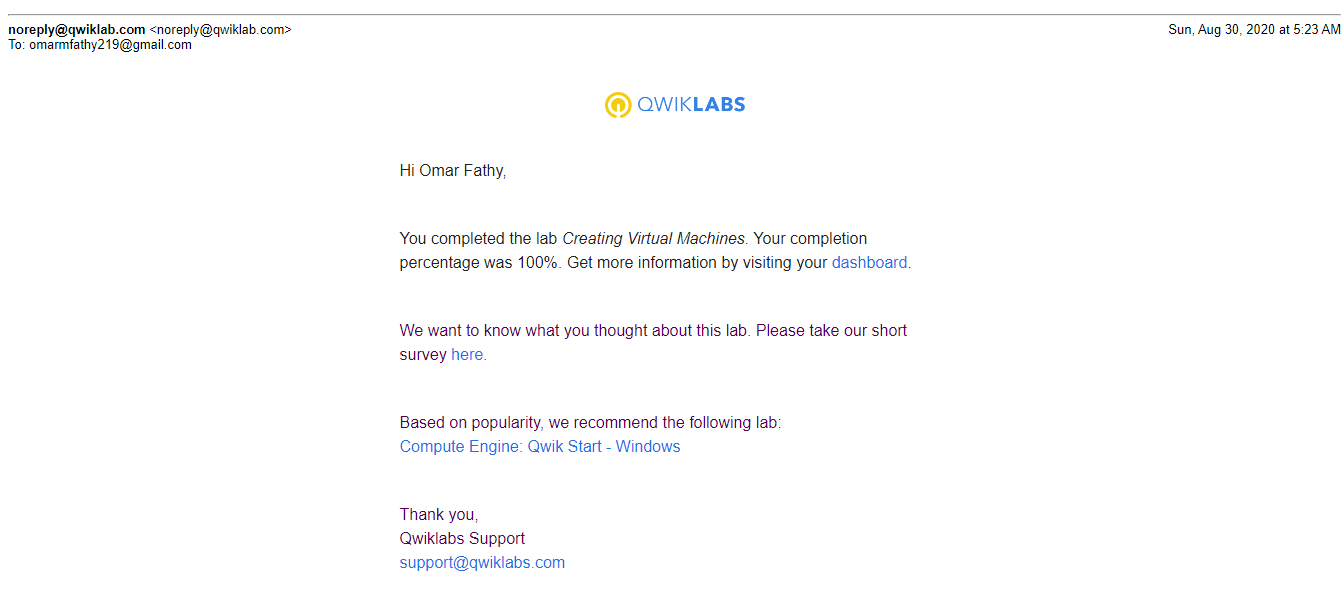 noreply@qwiklab.com <noreply@qwiklab.com>
Sun, Aug 30, 2020 at 5:23 AM
To: omarmfathy219@gmail.com
QWIKLABS
Hi Omar Fathy,
You completed the lab Creating Virtual Machines. Your completion
percentage was 100%. Get more information by visiting your dashboard.
We want to know what you thought about this lab. Please take our short
survey here.
Based on popularity, we recommend the following lab:
Compute Engine: Qwik Start - Windows
Thank you,
Qwiklabs Support
support@qwiklabs.com